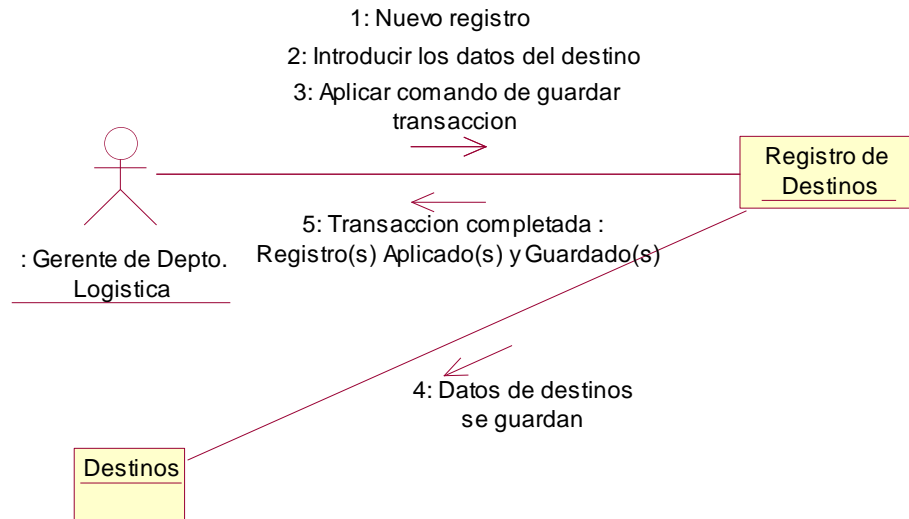 1: Nuevo registro
2: Introducir los datos del destino
3: Aplicar comando de guardar
transaccion
Registro de
Destinos
5: Transaccion completada :
Registro(s) Aplicado(s) y Guardado(s)
: Gerente de Depto.
Logistica
4: Datos de destinos
se guardan
Destinos